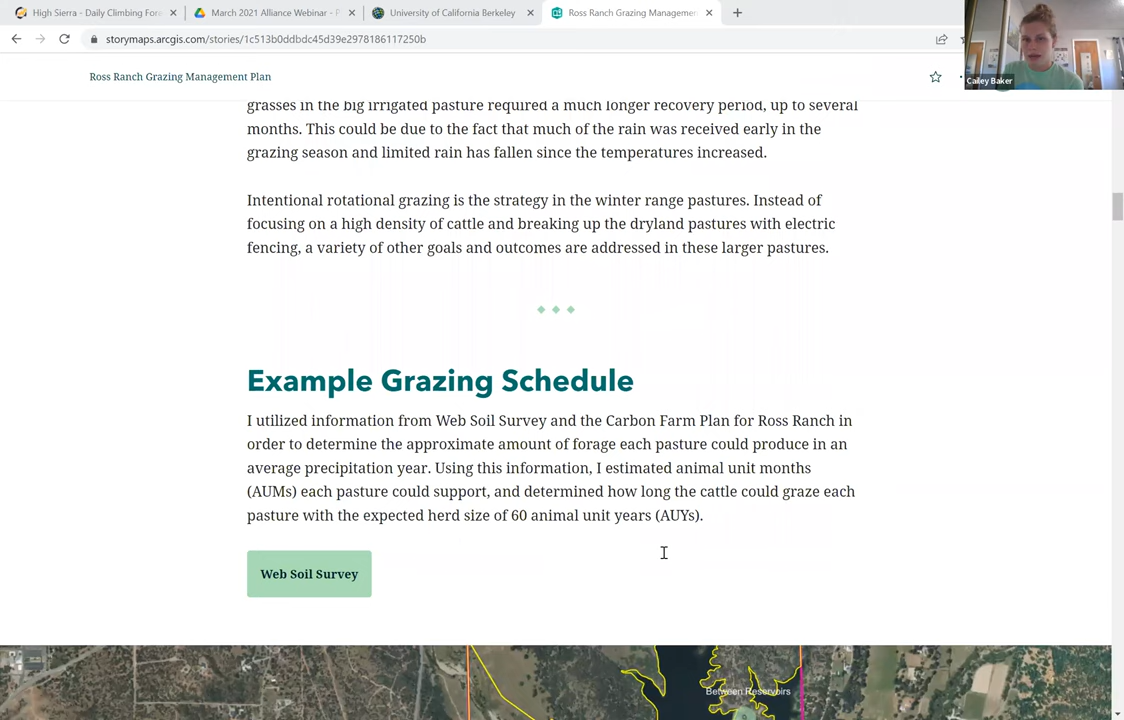 High Sierra - Daily Climbing Fore
March 2021 Alliance Webinar - P
University of California Berkeley
Ross Ranch Grazing Managemen
storymaps.arcgis.com/stories/1c513b0ddbdc45d39e2978186117250b
Cailey Baker
Ross Ranch Grazing Management Plan
grasses in the big irrigated pasture required a much longer recovery period, up to several
months. This could be due to the fact that much of the rain was received early in the
grazing season and limited rain has fallen since the temperatures increased.
Intentional rotational grazing is the strategy in the winter range pastures. Instead of
focusing on a high density of cattle and breaking up the dryland pastures with electric
fencing, a variety of other goals and outcomes are addressed in these larger pastures.
Example Grazing Schedule
I utilized information from Web Soil Survey and the Carbon Farm Plan for Ross Ranch in
order to determine the approximate amount of forage each pasture could produce in an
average precipitation year. Using this information, I estimated animal unit months
(AUMs) each pasture could support, and determined how long the cattle could graze each
pasture with the expected herd size of 60 animal unit years (AUYs).
Web Soil Survey
Between Reservoirs